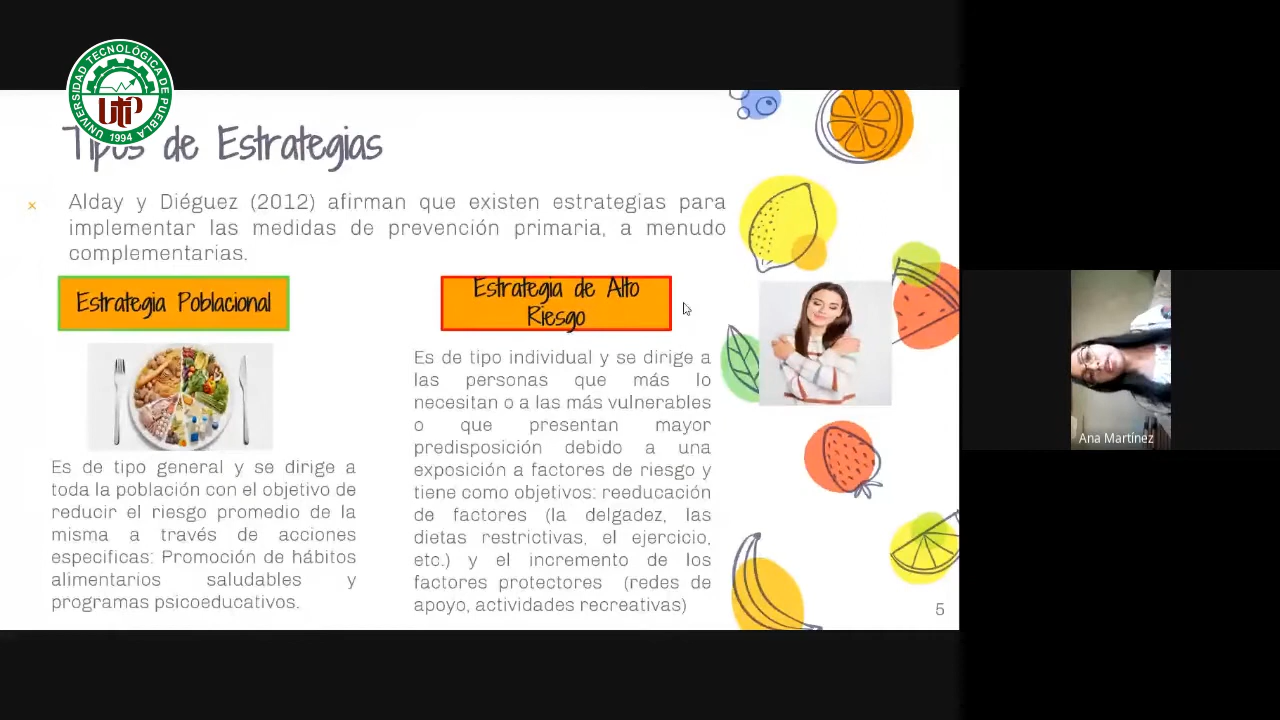 UNIVERSIDAD TECNOLÓGICA DE PUEBLA
UTP
1994
Tipos de Estrategias
x Alday y Diéguez (2012) afirman que existen estrategias para
implementar las medidas de prevención primaria, a menudo
complementarias.
Estrategia Poblacional
Es de tipo general y se dirige a
toda la población con el objetivo de
reducir el riesgo promedio de la
misma a través de acciones
especificas: Promoción de hábitos
alimentarios saludables y
programas psicoeducativos.
Estrategia de Alto
Riesgo
Es de tipo individual y se dirige a
las personas que más lo
necesitan o a las más vulnerables
o que presentan mayor
predisposición debido a una
exposición a factores de riesgo y
tiene como objetivos: reeducación
de factores (la delgadez, las
dietas restrictivas, el ejercicio,
etc.) y el incremento de los
factores protectores (redes de
apoyo, actividades recreativas)
5
Ana Martínez